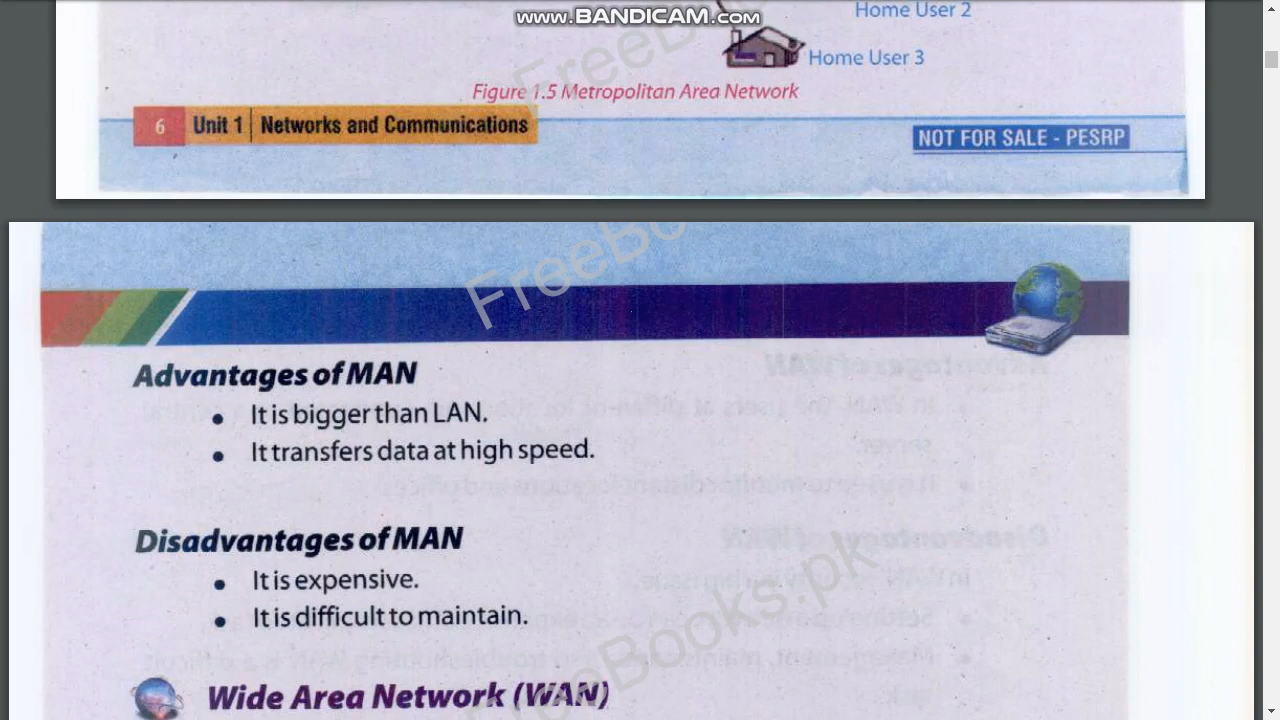 www.BANDICAM.com
Home User 2
Home User 3
Figure 1.5 Metropolitan Area Network
6 Unit 1 Networks and Communications
NOT FOR SALE - PESRP
Advantages of MAN
• It is bigger than LAN.
• It transfers data at high speed.
Disadvantages of MAN
• It is expensive.
• It is difficult to maintain.
Wide Area Network (WAN)
FreeBooks.pk